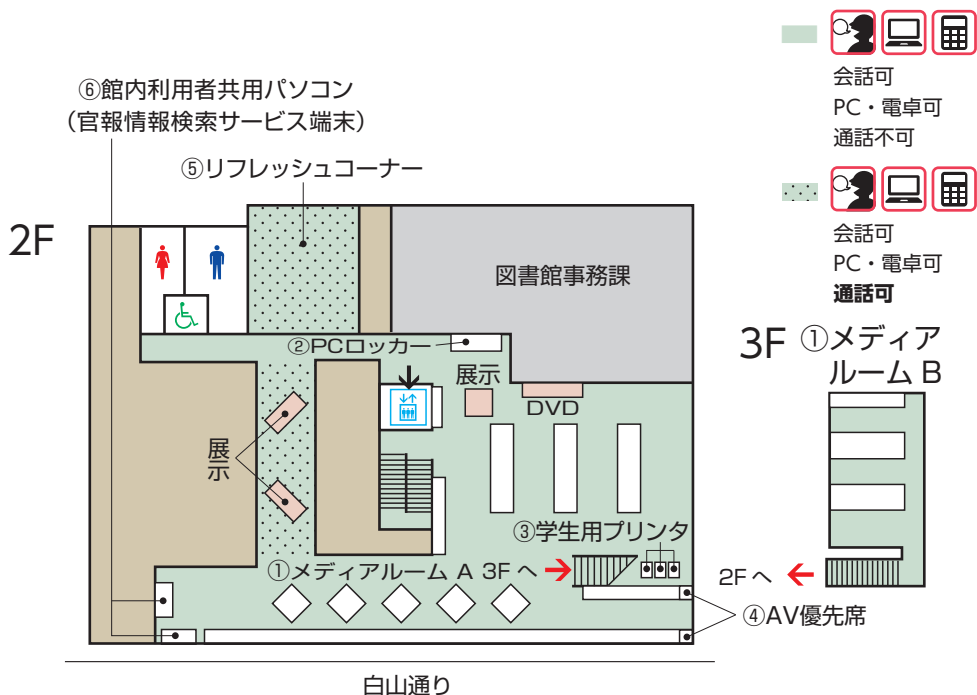 会話可
PC・電卓可
通話不可
会話可
PC・電卓可
通話可
⑥館内利用者共用パソコン
（官報情報検索サービス端末）
⑤リフレッシュコーナー
2F
図書館事務課
②PCロッカー
展示
DVD
展示
③学生用プリンタ
①メディアルーム A 3F へ
④AV優先席
白山通り
3F ①メディア
ルーム B
2F へ